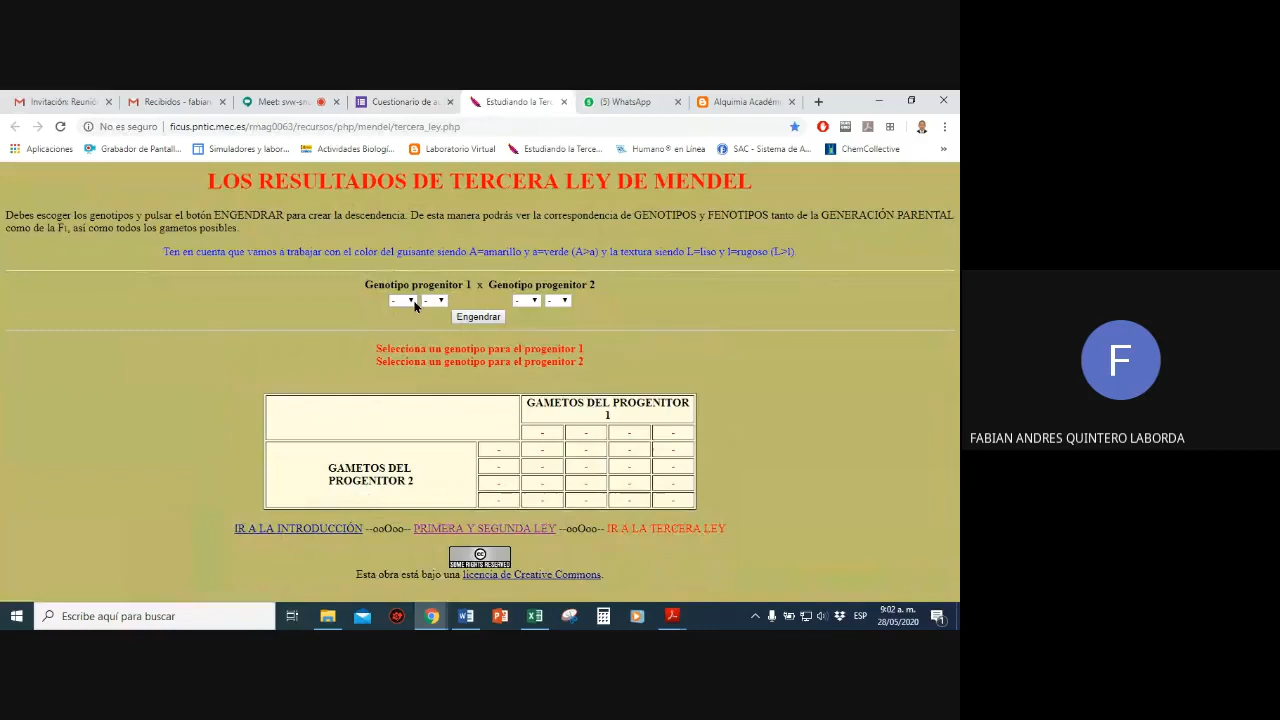 Invitación: Reunió
Recibidos - fabian
Meet: svw-snu
Cuestionario de a
Estudiando la Terc
(5) WhatsApp
Alquimia Académ
No es seguro
ficus.pntic.mec.es/rmag0063/recursos/php/mendel/tercera_ley.php
Aplicaciones
Grabador de Pantall...
Simuladores y labor...
Actividades Biologí...
Laboratorio Virtual
Estudiando la Terce...
Humano® en Línea
SAC - Sistema de A...
ChemCollective
»
LOS RESULTADOS DE TERCERA LEY DE MENDEL
Debes escoger los genotipos y pulsar el botón ENGENDRAR para crear la descendencia. De esta manera podrás ver la correspondencia de GENOTIPOS y FENOTIPOS tanto de la GENERACIÓN PARENTAL
como de la F1, así como todos los gametos posibles.
Ten en cuenta que vamos a trabajar con el color del guisante siendo A=amarillo y a=verde (A>a) y la textura siendo L=liso y l=rugoso (L>l).
Genotipo progenitor 1 x Genotipo progenitor 2
- - - -
Engendrar
Selecciona un genotipo para el progenitor 1
Selecciona un genotipo para el progenitor 2
GAMETOS DEL PROGENITOR
1
- - - -
GAMETOS DEL
PROGENITOR 2
- - - - -
- - - - -
- - - - -
- - - - -
IR A LA INTRODUCCIÓN --ooOoo-- PRIMERA Y SEGUNDA LEY --ooOoo-- IR A LA TERCERA LEY
cc
SOME RIGHTS RESERVED
Esta obra está bajo una licencia de Creative Commons.
Escribe aquí para buscar
ESP
9:02 a. m.
28/05/2020
1
F
FABIAN ANDRES QUINTERO LABORDA